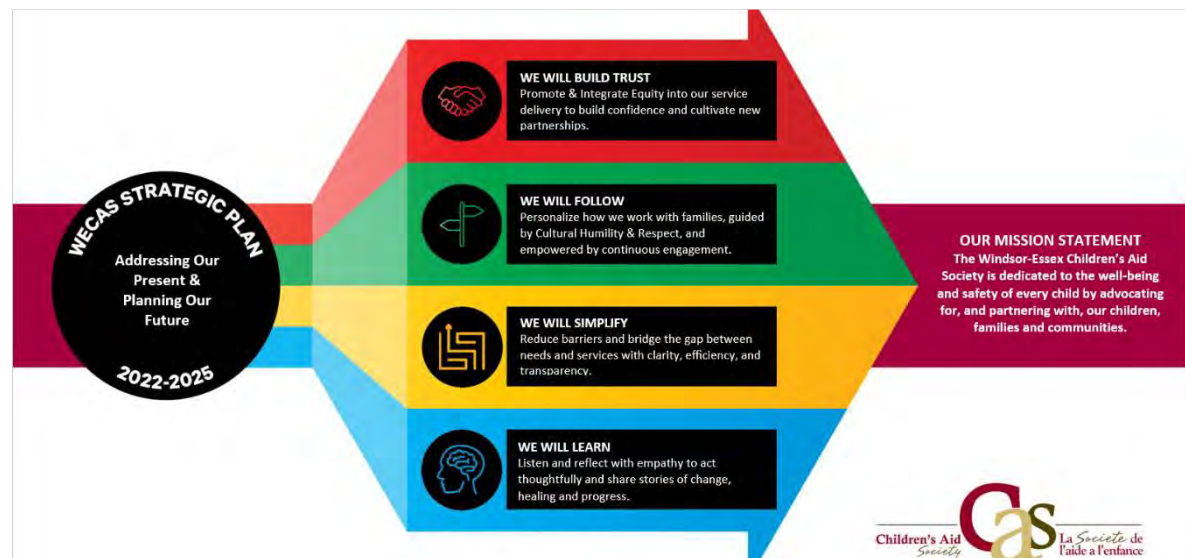 WECAS STRATEGIC PLAN
Addressing Our
Present &
Planning Our
Future
2022-2025
WE WILL BUILD TRUST
Promote & Integrate Equity into our service
delivery to build confidence and cultivate new
partnerships.
WE WILL FOLLOW
Personalize how we work with families, guided
by Cultural Humility & Respect, and
empowered by continuous engagement.
WE WILL SIMPLIFY
Reduce barriers and bridge the gap between
needs and services with clarity, efficiency, and
transparency.
WE WILL LEARN
Listen and reflect with empathy to act
thoughtfully and share stories of change,
healing and progress.
OUR MISSION STATEMENT
The Windsor-Essex Children's Aid
Society is dedicated to the well-being
and safety of every child by advocating
for, and partnering with, our children,
families and communities.
Children's Aid
Society
Cas
La Societe de
l'aide a l'enfance